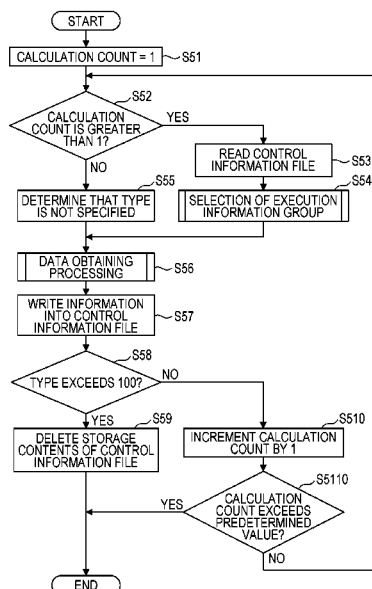 START
CALCULATION COUNT = 1
S51
S52
CALCULATION
COUNT IS GREATER
THAN 1?
YES
NO
READ CONTROL
INFORMATION FILE
S53
S54
SELECTION OF EXECUTION
INFORMATION GROUP
S55
DETERMINE THAT
TYPE IS NOT SPECIFIED
DATA OBTAINING
PROCESSING
S56
WRITE INFORMATION
INTO CONTROL
INFORMATION FILE
S57
S58
TYPE EXCEEDS 100?
NO
YES
S59
DELETE STORAGE
CONTENTS OF CONTROL
INFORMATION FILE
S510
INCREMENT CALCULATION
COUNT BY 1
S5110
YES
CALCULATION
COUNT EXCEEDS
PREDETERMINED
VALUE?
NO
END